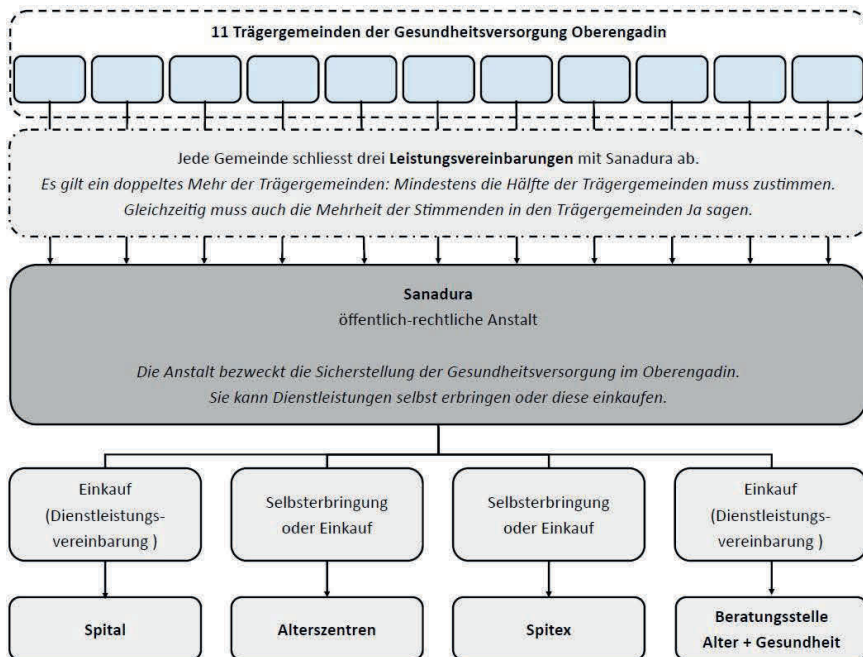 11 Trägergemeinden der Gesundheitsversorgung Oberengadin
Jede Gemeinde schliesst drei Leistungsvereinbarungen mit Sanadura ab.
Es gilt ein doppeltes Mehr der Trägergemeinden: Mindestens die Hälfte der Trägergemeinden muss zustimmen.
Gleichzeitig muss auch die Mehrheit der Stimmenden in den Trägergemeinden Ja sagen.
Sanadura
öffentlich-rechtliche Anstalt
Die Anstalt bezweckt die Sicherstellung der Gesundheitsversorgung im Oberengadin.
Sie kann Dienstleistungen selbst erbringen oder diese einkaufen.
Einkauf
(Dienstleistungs-
vereinbarung )
Selbsterbringung
oder Einkauf
Selbsterbringung
oder Einkauf
Einkauf
(Dienstleistungs-
vereinbarung )
Spital
Alterszentren
Spitex
Beratungsstelle
Alter + Gesundheit